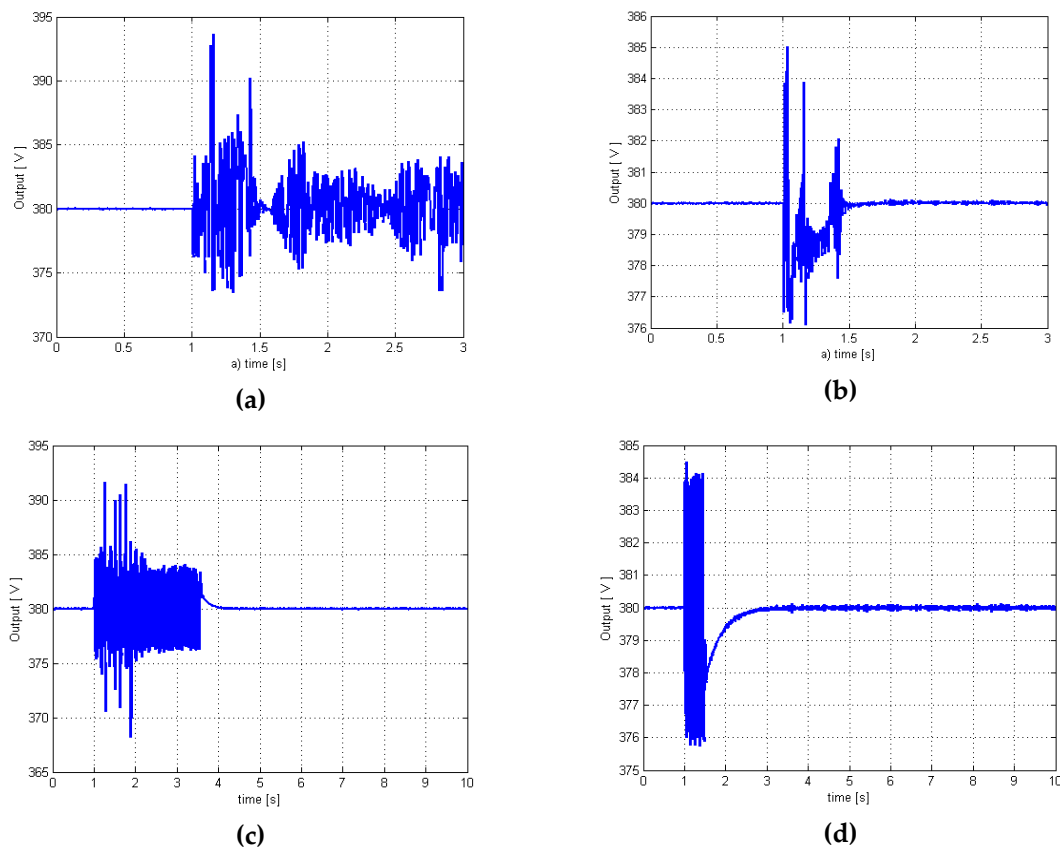 395
390
385
380
375
370
Output [ V ]
0 0.5 1 1.5 2 2.5 3
a) time [s]
(a)
386
385
384
383
382
381
380
379
378
377
376
Output [ V ]
0 0.5 1 1.5 2 2.5 3
a) time [s]
(b)
395
390
385
380
375
370
365
Output [ V ]
0 1 2 3 4 5 6 7 8 9 10
time [s]
(c)
385
384
383
382
381
380
379
378
377
376
375
Output [ V ]
0 1 2 3 4 5 6 7 8 9 10
time [s]
(d)